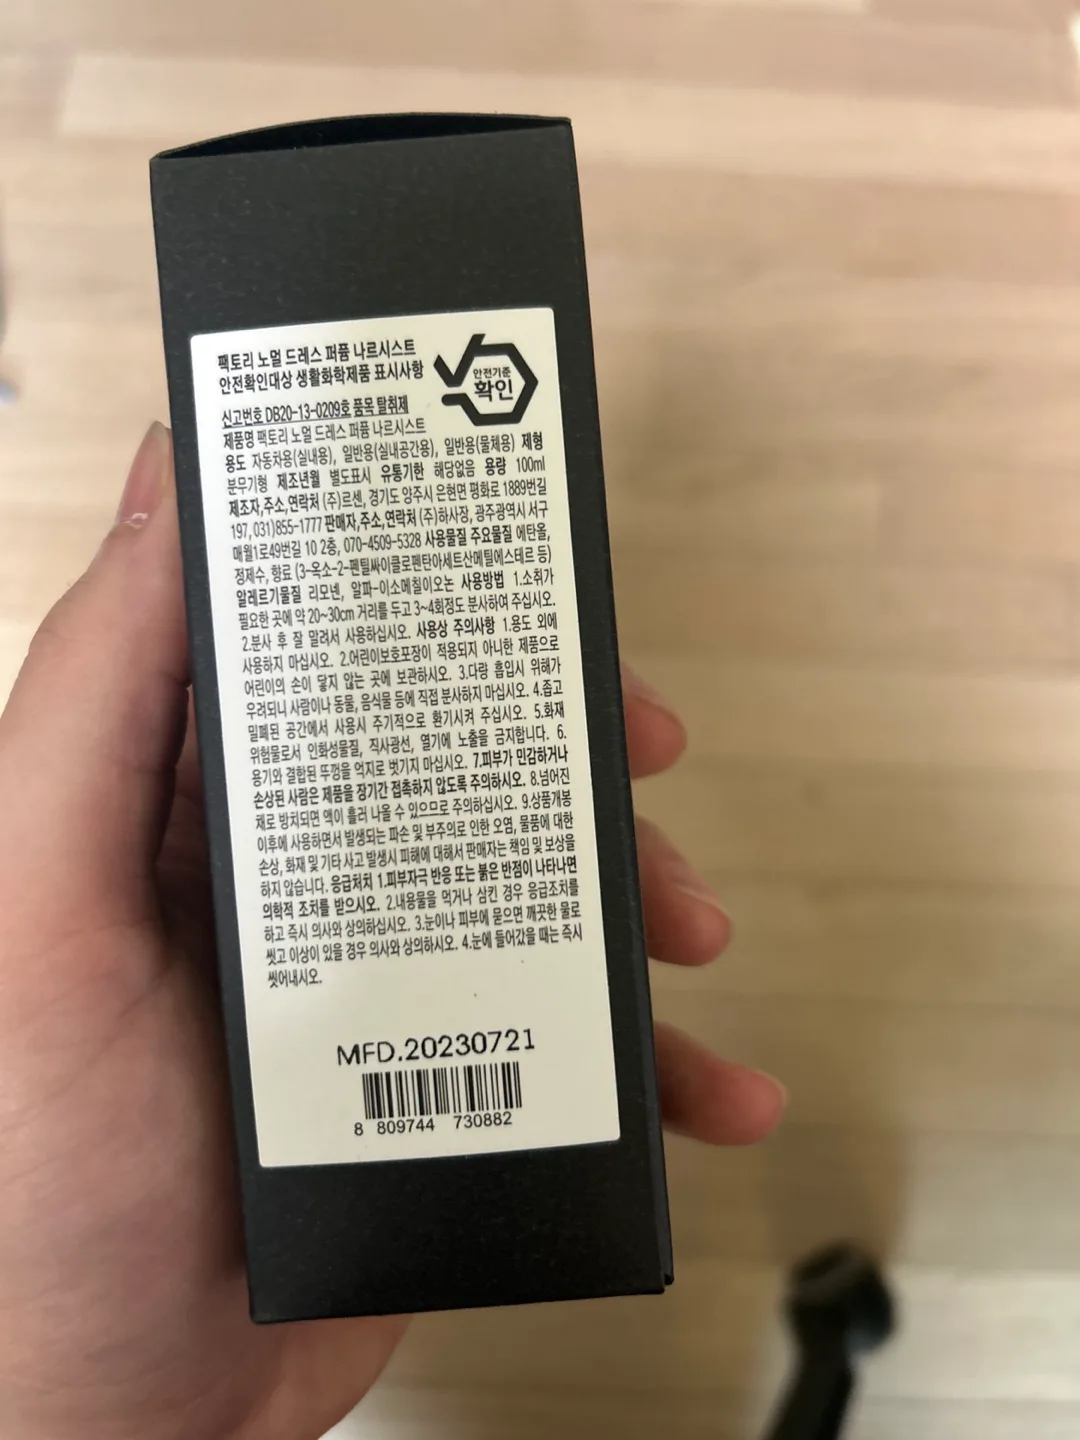 팩토리 노멀 드레스 퍼퓸 나르시스트
안전확인대상 생활화학제품 표시사항
안전기준
확인
신고번호 DB20-13-0209호 품목 탈취제
제품명 팩토리 노멀 드레스 퍼퓸 나르시스트
용도 자동차용(실내용), 일반용(실내공간용), 일반용(물체용) 제형
분무기형 제조년월 별도표시 유통기한 해당없음 용량 100ml
제조자,주소,연락처 (주)르센, 경기도 양주시 은현면 평화로 1889번길
197, 031)855-1777 판매자,주소,연락처 (주)하사장, 광주광역시 서구
매월1로49번길 10 2층, 070-4509-5328 사용물질 주요물질 에탄올,
정제수, 향료 (3-옥소-2-펜틸싸이클로펜탄아세트산메틸에스테르 등)
알레르기물질 리모넨, 알파-이소메칠이오논 사용방법 1.소취가
필요한 곳에 약 20~30cm 거리를 두고 3~4회정도 분사하여 주십시오.
2.분사 후 잘 말려서 사용하십시오. 사용상 주의사항 1.용도 외에
사용하지 마십시오. 2.어린이보호포장이 적용되지 아니한 제품으로
어린이의 손이 닿지 않는 곳에 보관하시오. 3.다량 흡입시 위해가
우려되니 사람이나 동물, 음식물 등에 직접 분사하지 마십시오. 4.좁고
밀폐된 공간에서 사용시 주기적으로 환기시켜 주십시오. 5.화재
위험물로서 인화성물질, 직사광선, 열기에 노출을 금지합니다. 6.
용기와 결합된 뚜껑을 억지로 벗기지 마십시오. 7.피부가 민감하거나
손상된 사람은 제품을 장기간 접촉하지 않도록 주의하시오. 8.넘어진
채로 방치되면 액이 흘러 나올 수 있으므로 주의하십시오. 9.상품개봉
이후에 사용하면서 발생되는 파손 및 부주의로 인한 오염, 물품에 대한
손상, 화재 및 기타 사고 발생시 피해에 대해서 판매자는 책임 및 보상을
하지 않습니다. 응급처치 1.피부자극 반응 또는 붉은 반점이 나타나면
의학적 조치를 받으시오. 2.내용물을 먹거나 삼킨 경우 응급조치를
하고 즉시 의사와 상의하십시오. 3.눈이나 피부에 묻으면 깨끗한 물로
씻고 이상이 있을 경우 의사와 상의하시오. 4.눈에 들어갔을 때는 즉시
씻어내시오.
MFD.20230721
8 809744 730882